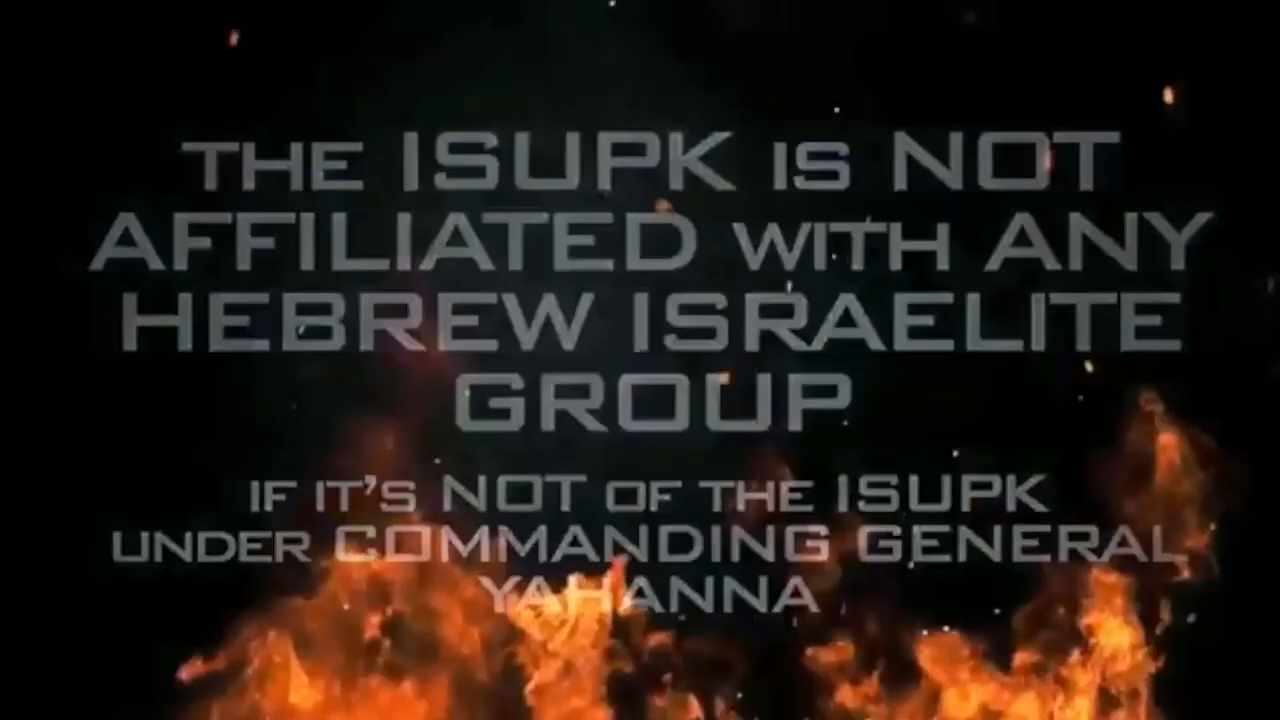 THE ISUPK IS NOT
AFFILIATED WITH ANY
HEBREW ISRAELITE
GROUP
IF IT'S NOT OF THE ISUPK
UNDER COMMANDING GENERAL
YAHANNA